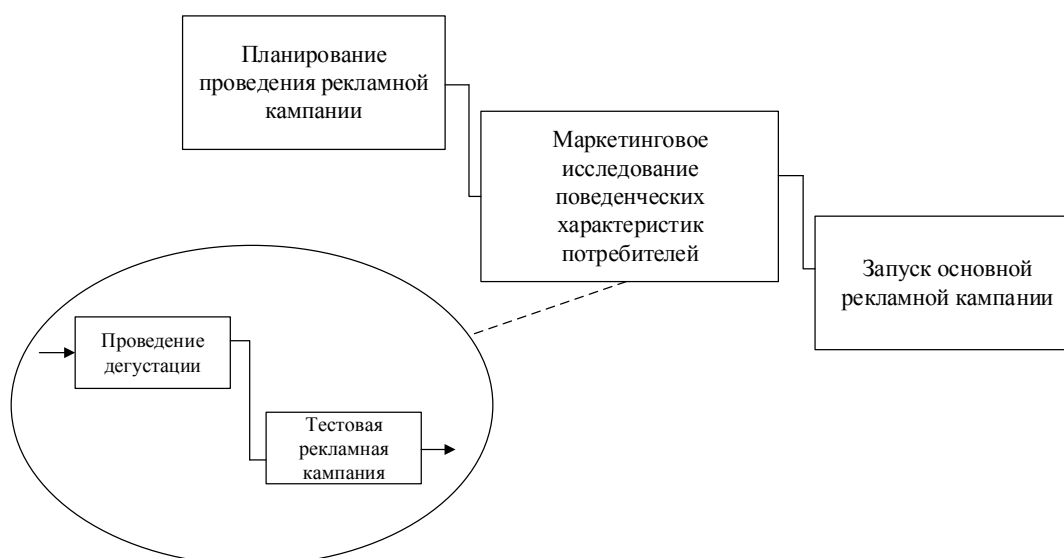 Планирование
проведения рекламной
кампании
Маркетинговое
исследование
поведенческих
характеристик
потребителей
Запуск основной
рекламной кампании
Проведение
дегустации
Тестовая
рекламная
кампания